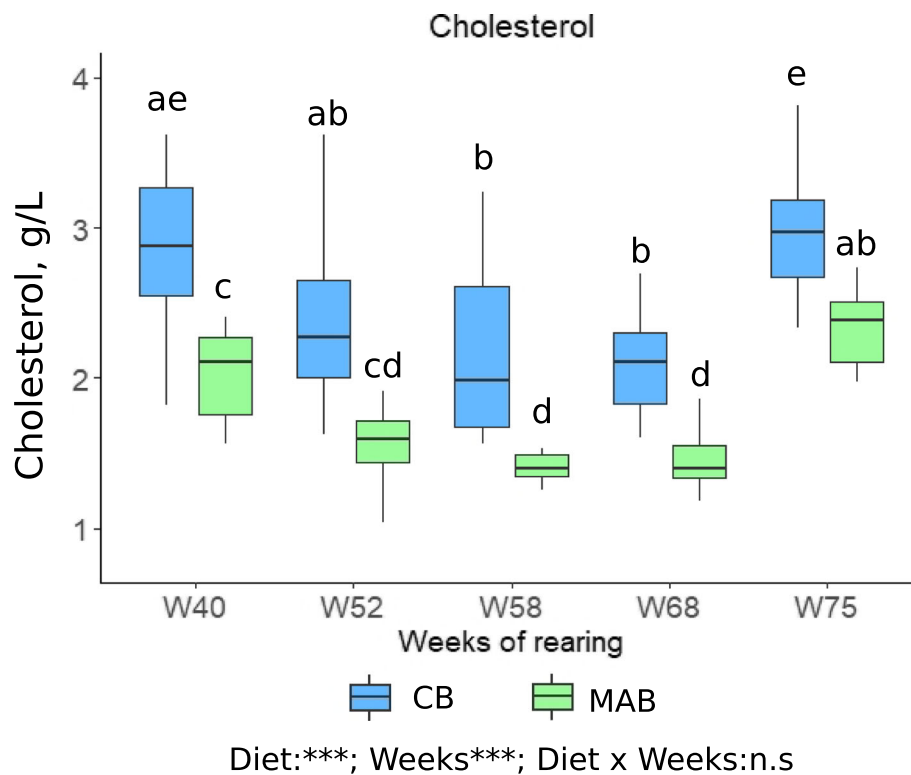 Cholesterol
Cholesterol, g/L
4
3
2
1
ae
c
ab
cd
b
d
b
d
e
ab
W40 W52 W58 W68 W75
Weeks of rearing
CB MAB
Diet:***; Weeks***; Diet x Weeks:n.s